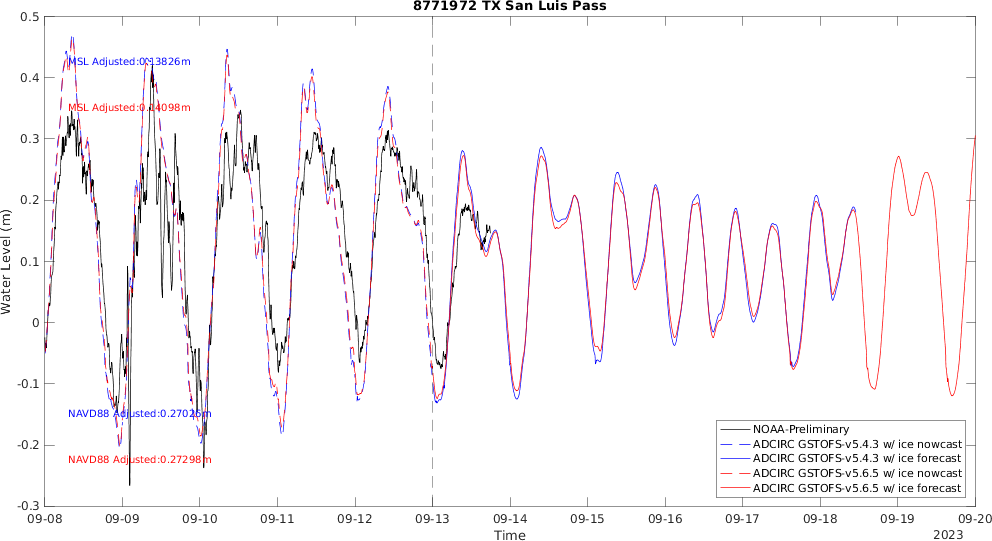 8771972 TX San Luis Pass
0.5
0.4
0.3
0.2
0.1
0
-0.1
-0.2
-0.3
Water Level (m)
MSL Adjusted:0.13826m
MSL Adjusted:0.14098m
NAVD88 Adjusted:0.27025m
NAVD88 Adjusted:0.27298m
NOAA-Preliminary
ADCIRC GSTOFS-v5.4.3 w/ ice nowcast
ADCIRC GSTOFS-v5.4.3 w/ ice forecast
ADCIRC GSTOFS-v5.6.5 w/ ice nowcast
ADCIRC GSTOFS-v5.6.5 w/ ice forecast
09-08 09-09 09-10 09-11 09-12 09-13 09-14 09-15 09-16 09-17 09-18 09-19 09-20
Time
2023